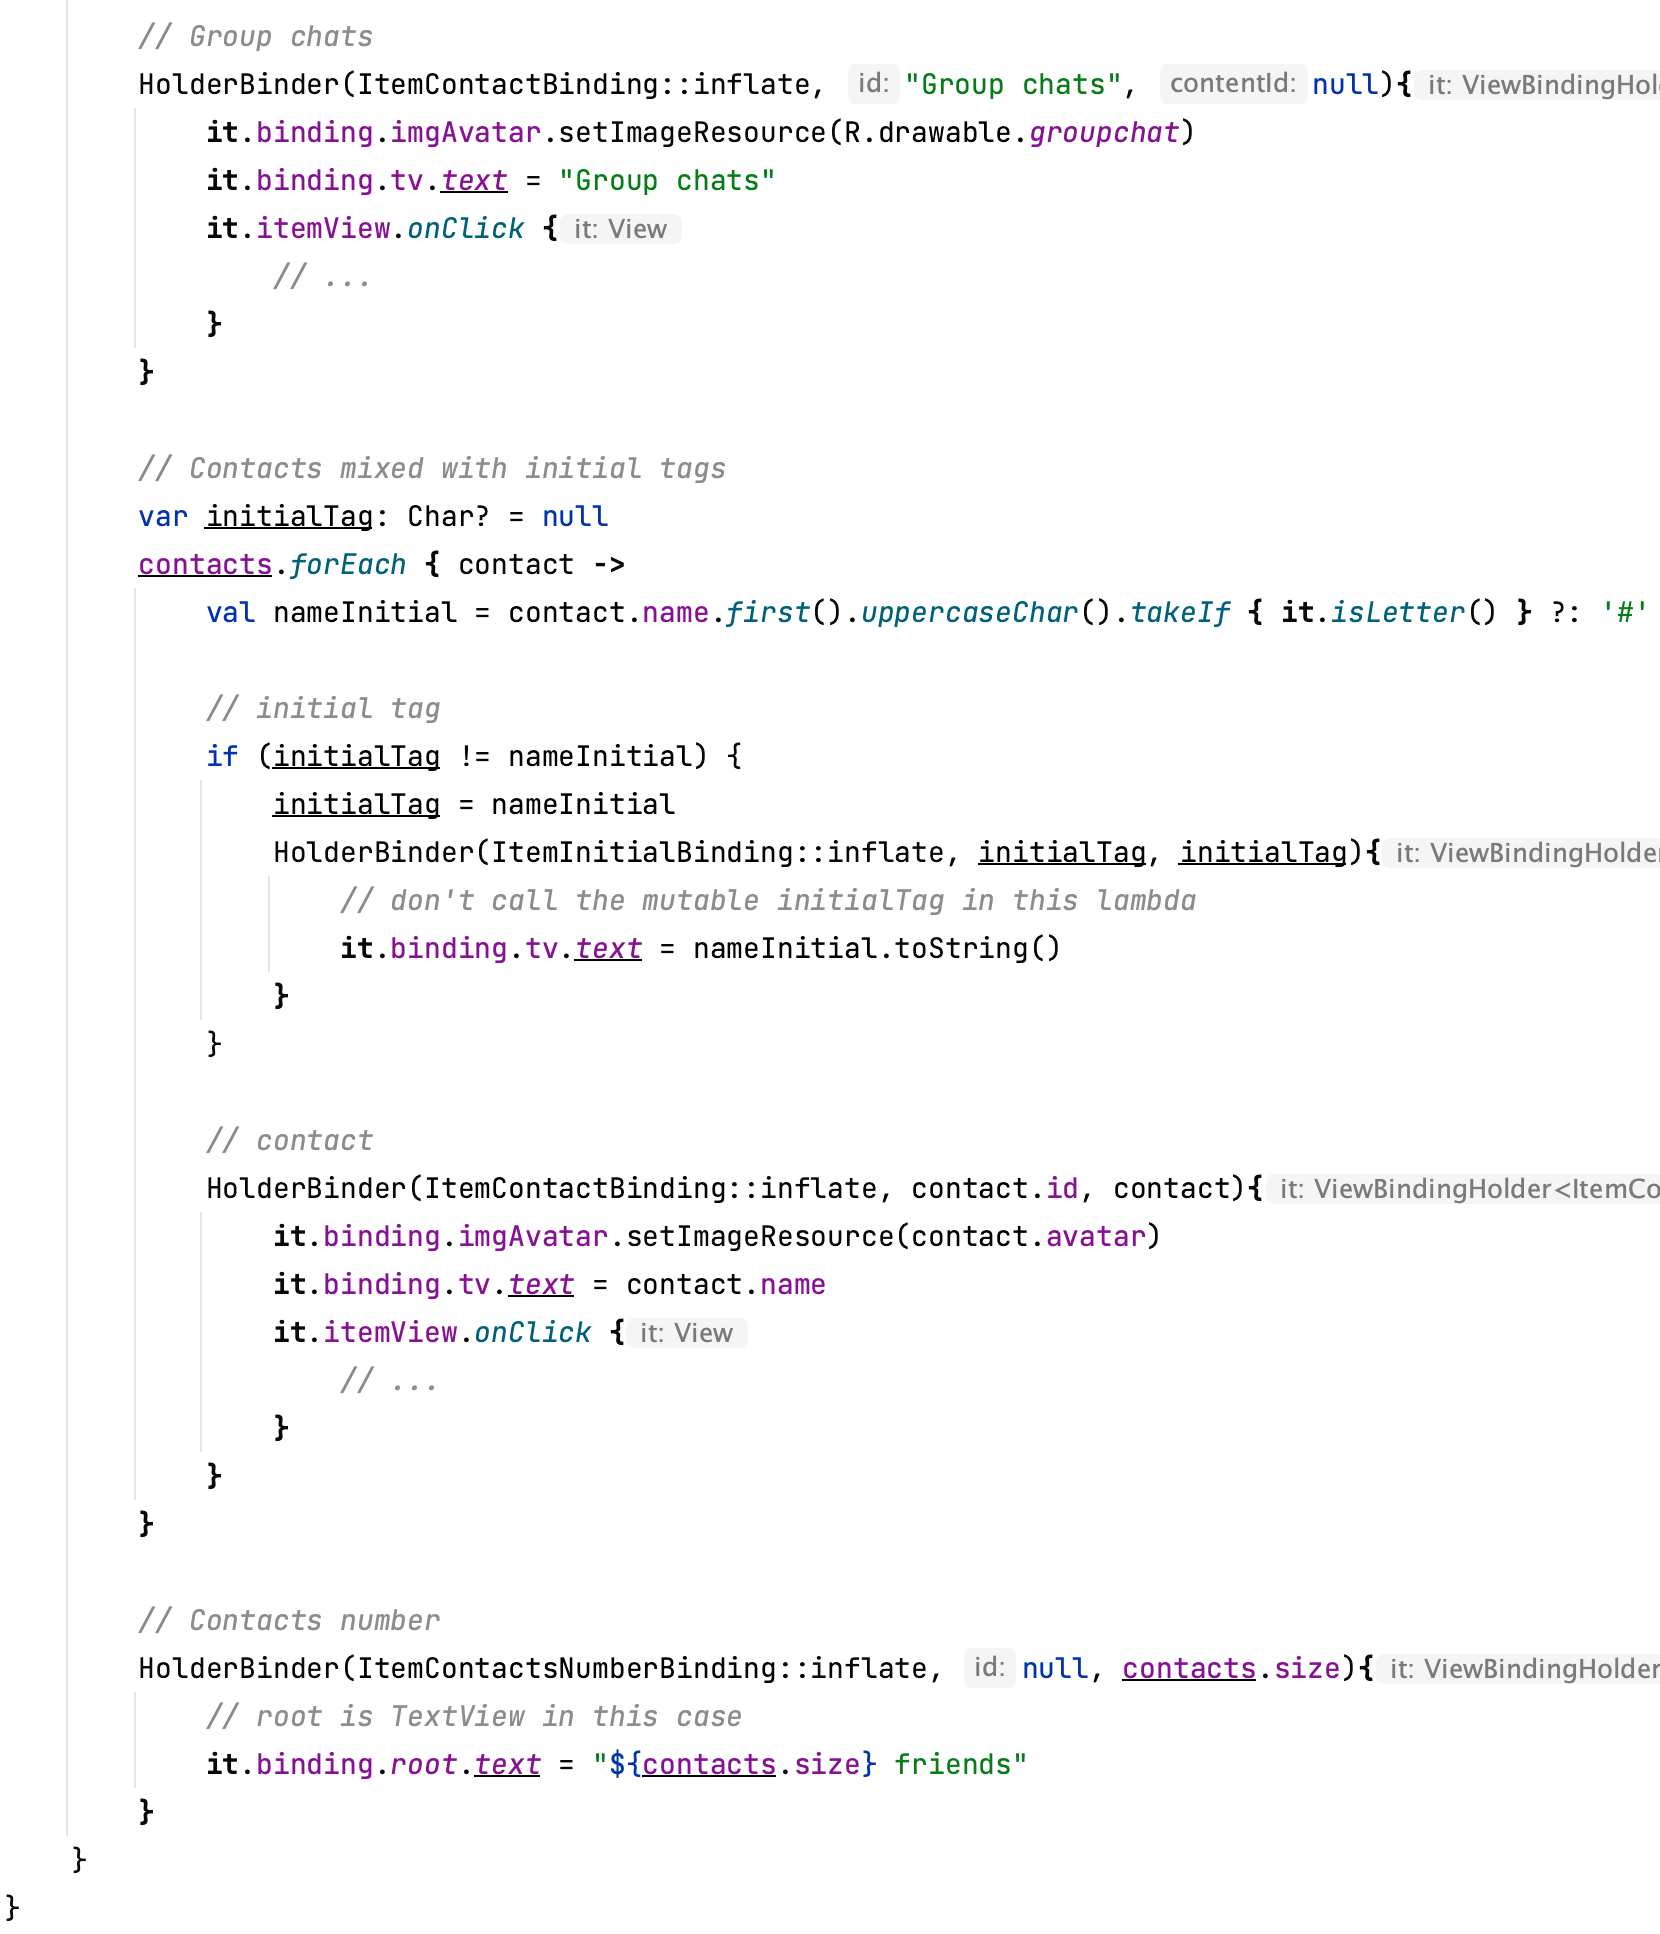 // Group chats
HolderBinder(ItemContactBinding::inflate, id: "Group chats", contentId: null){ it: ViewBindingHol
it.binding.imgAvatar.setImageResource(R.drawable.groupchat)
it.binding.tv.text = "Group chats"
it.itemView.onClick { it: View
// ...
}
}
// Contacts mixed with initial tags
var initialTag: Char? = null
contacts.forEach { contact ->
val nameInitial = contact.name.first().uppercaseChar().takeIf { it.isLetter() } ?: '#'
// initial tag
if (initialTag != nameInitial) {
initialTag = nameInitial
HolderBinder(ItemInitialBinding::inflate, initialTag, initialTag){ it: ViewBindingHolder
// don't call the mutable initialTag in this lambda
it.binding.tv.text = nameInitial.toString()
}
}
// contact
HolderBinder(ItemContactBinding::inflate, contact.id, contact){ it: ViewBindingHolder<ItemCo
it.binding.imgAvatar.setImageResource(contact.avatar)
it.binding.tv.text = contact.name
it.itemView.onClick { it: View
// ...
}
}
}
// Contacts number
HolderBinder(ItemContactsNumberBinding::inflate, id: null, contacts.size){ it: ViewBindingHolder
// root is TextView in this case
it.binding.root.text = "${contacts.size} friends"
}
}
}